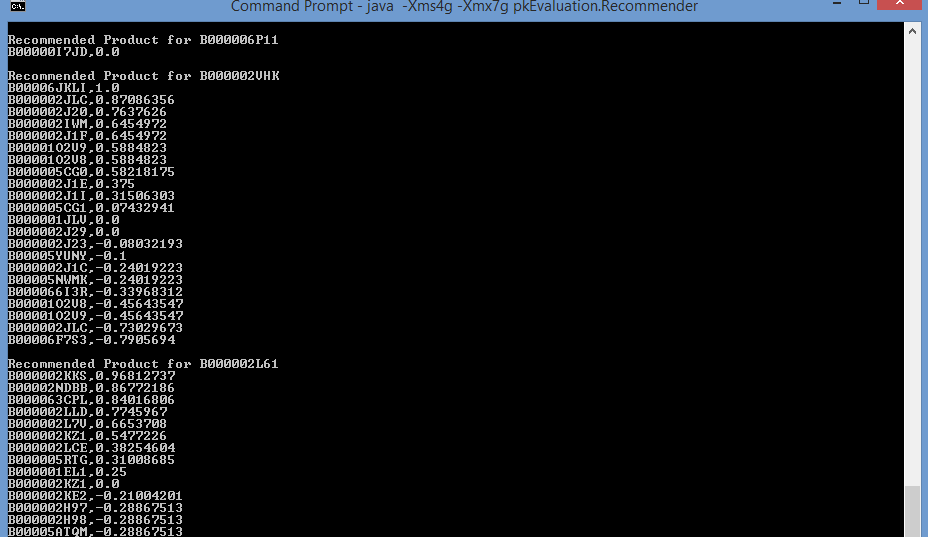 Command Prompt - java -Xms4g -Xmx7g pkEvaluation.Recommender
Recommended Product for B000006P11
B00000I7JD,0.0
Recommended Product for B000002VHK
B00006JKLI,1.0
B000002JLC,0.87086356
B000002J20,0.7637626
B000002IWM,0.6454972
B000002J1F,0.6454972
B00001O2V9,0.5884823
B00001O2V8,0.5884823
B000005CG0,0.58218175
B000002J1E,0.375
B000002J1I,0.31506303
B000005CG1,0.07432941
B000001JLV,0.0
B000002J29,0.0
B000002J23,-0.08032193
B00005YUNY,-0.1
B000002J1C,-0.24019223
B00005NWMK,-0.24019223
B000066I3R,-0.33968312
B00001O2V8,-0.45643547
B00001O2V9,-0.45643547
B000002JLC,-0.73029673
B00006F7S3,-0.7905694
Recommended Product for B000002L61
B000002KKS,0.96812737
B00002NDBB,0.86772186
B000063CPL,0.84016806
B000002LLD,0.7745967
B000002L7V,0.6653708
B000002KZ1,0.5477226
B000002LCE,0.38254604
B000005RTG,0.31008685
B000001EL1,0.25
B000002KZ1,0.0
B000002KE2,-0.21004201
B000002H97,-0.28867513
B000002H98,-0.28867513
B00005ATQM,-0.28867513